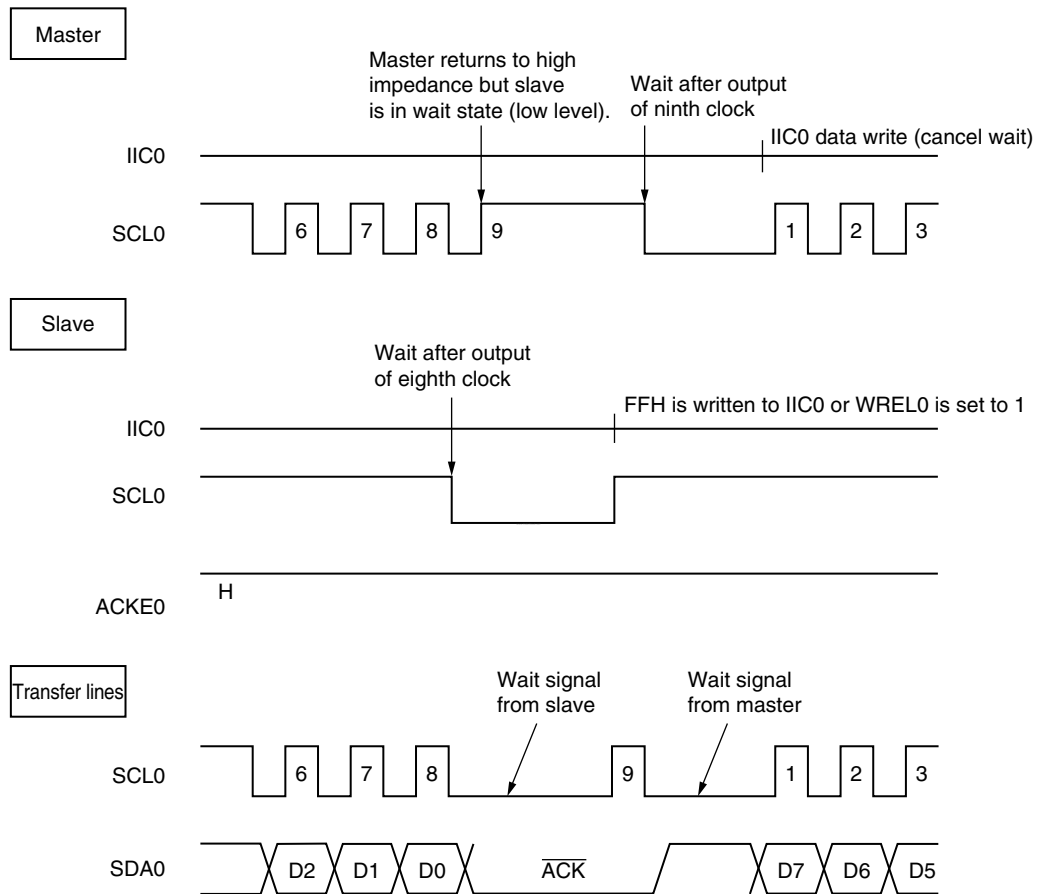 Master
Master returns to high
impedance but slave
is in wait state (low level).
Wait after output
of ninth clock
IIC0 data write (cancel wait)
IIC0
SCL0
6 7 8 9 1 2 3
Slave
Wait after output
of eighth clock
FFH is written to IIC0 or WREL0 is set to 1
IIC0
SCL0
H
ACKE0
Transfer lines
Wait signal
from slave
Wait signal
from master
SCL0
6 7 8 9 1 2 3
SDA0
D2 D1 D0 A̅C̅K̅ D7 D6 D5